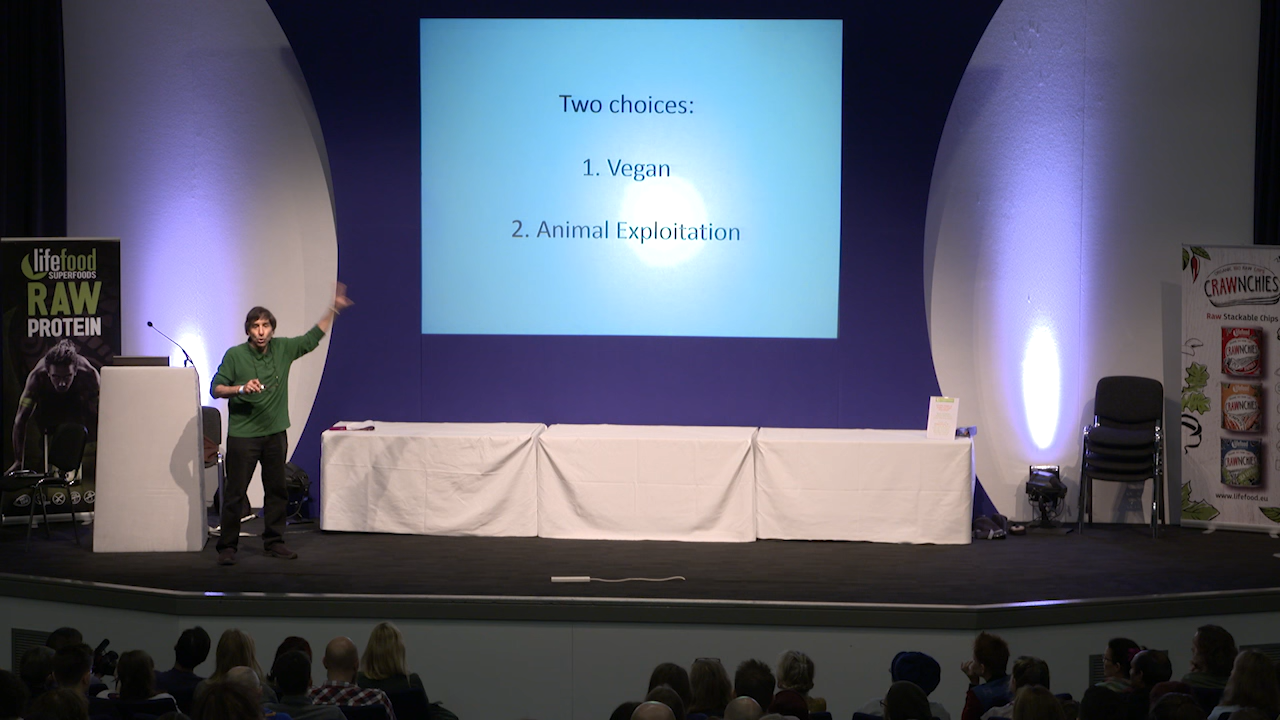 Two choices:
1. Vegan
2. Animal Exploitation
lifefood
SUPERFOODS
RAW
PROTEIN
CRAWNCHIES
Raw Stackable Chips
CRAWNCHIES
CRAWNCHIES
CRAWNCHIES
www.lifefood.eu